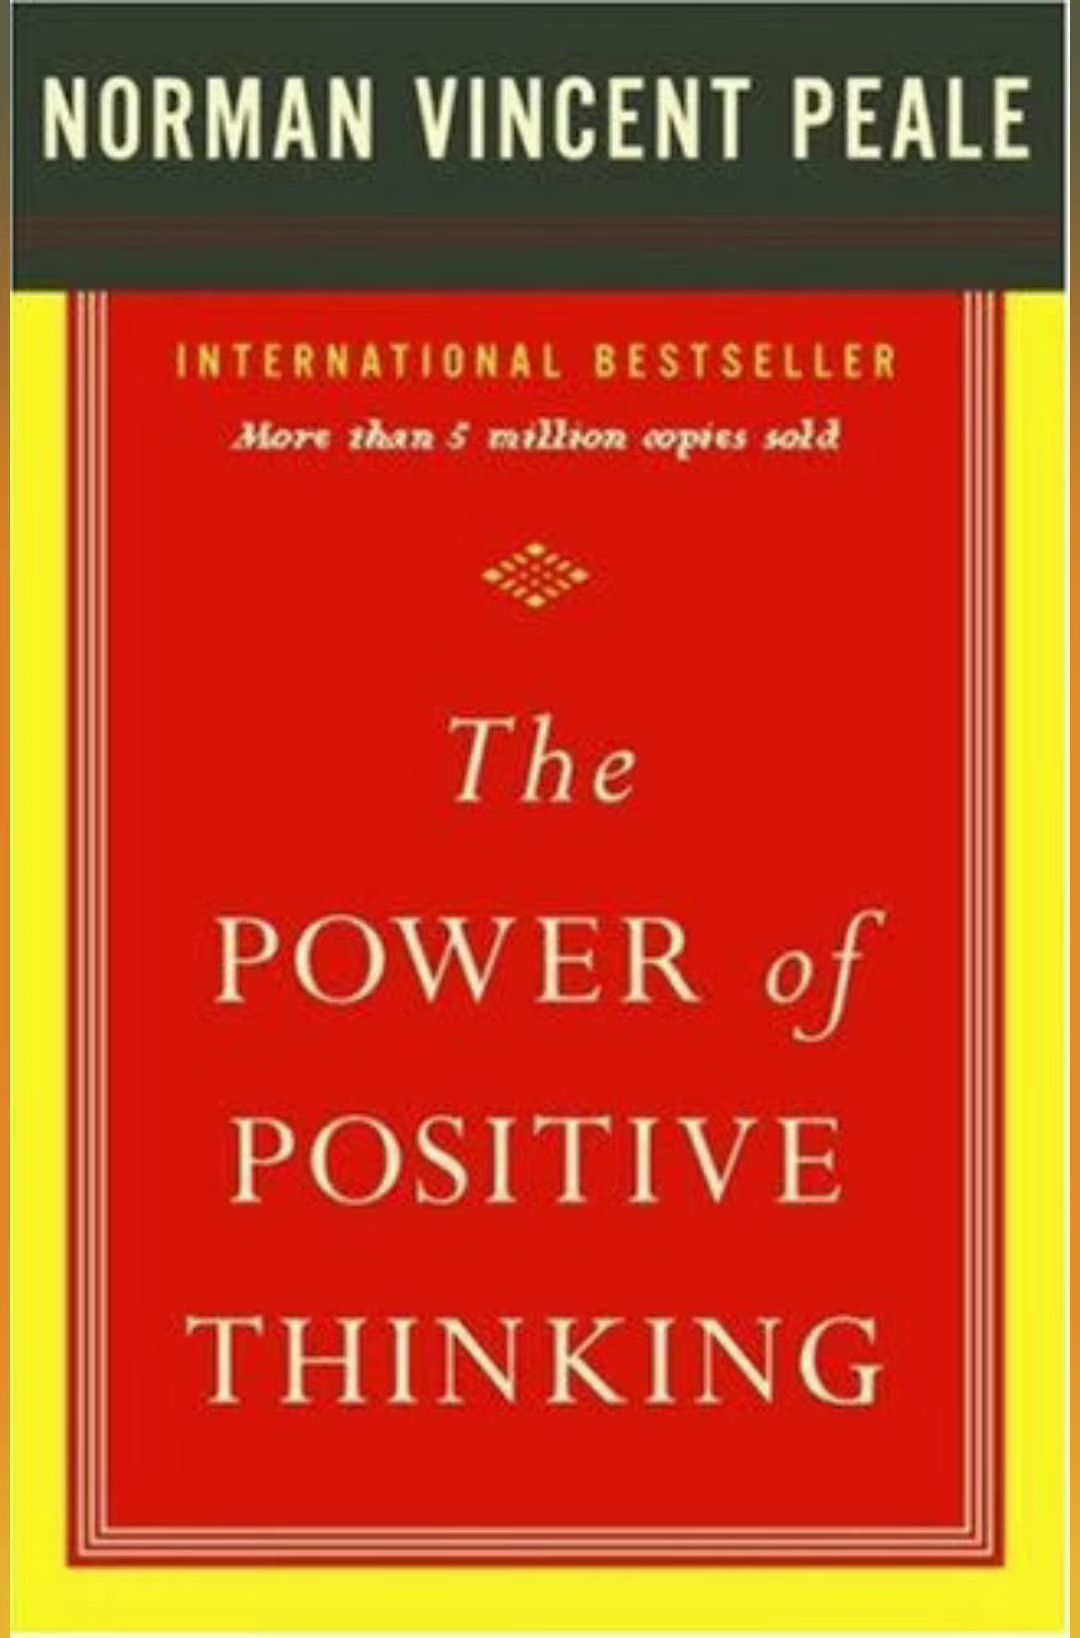 NORMAN VINCENT PEALE
INTERNATIONAL BESTSELLER
More than 5 million copies sold
The
POWER of
POSITIVE
THINKING